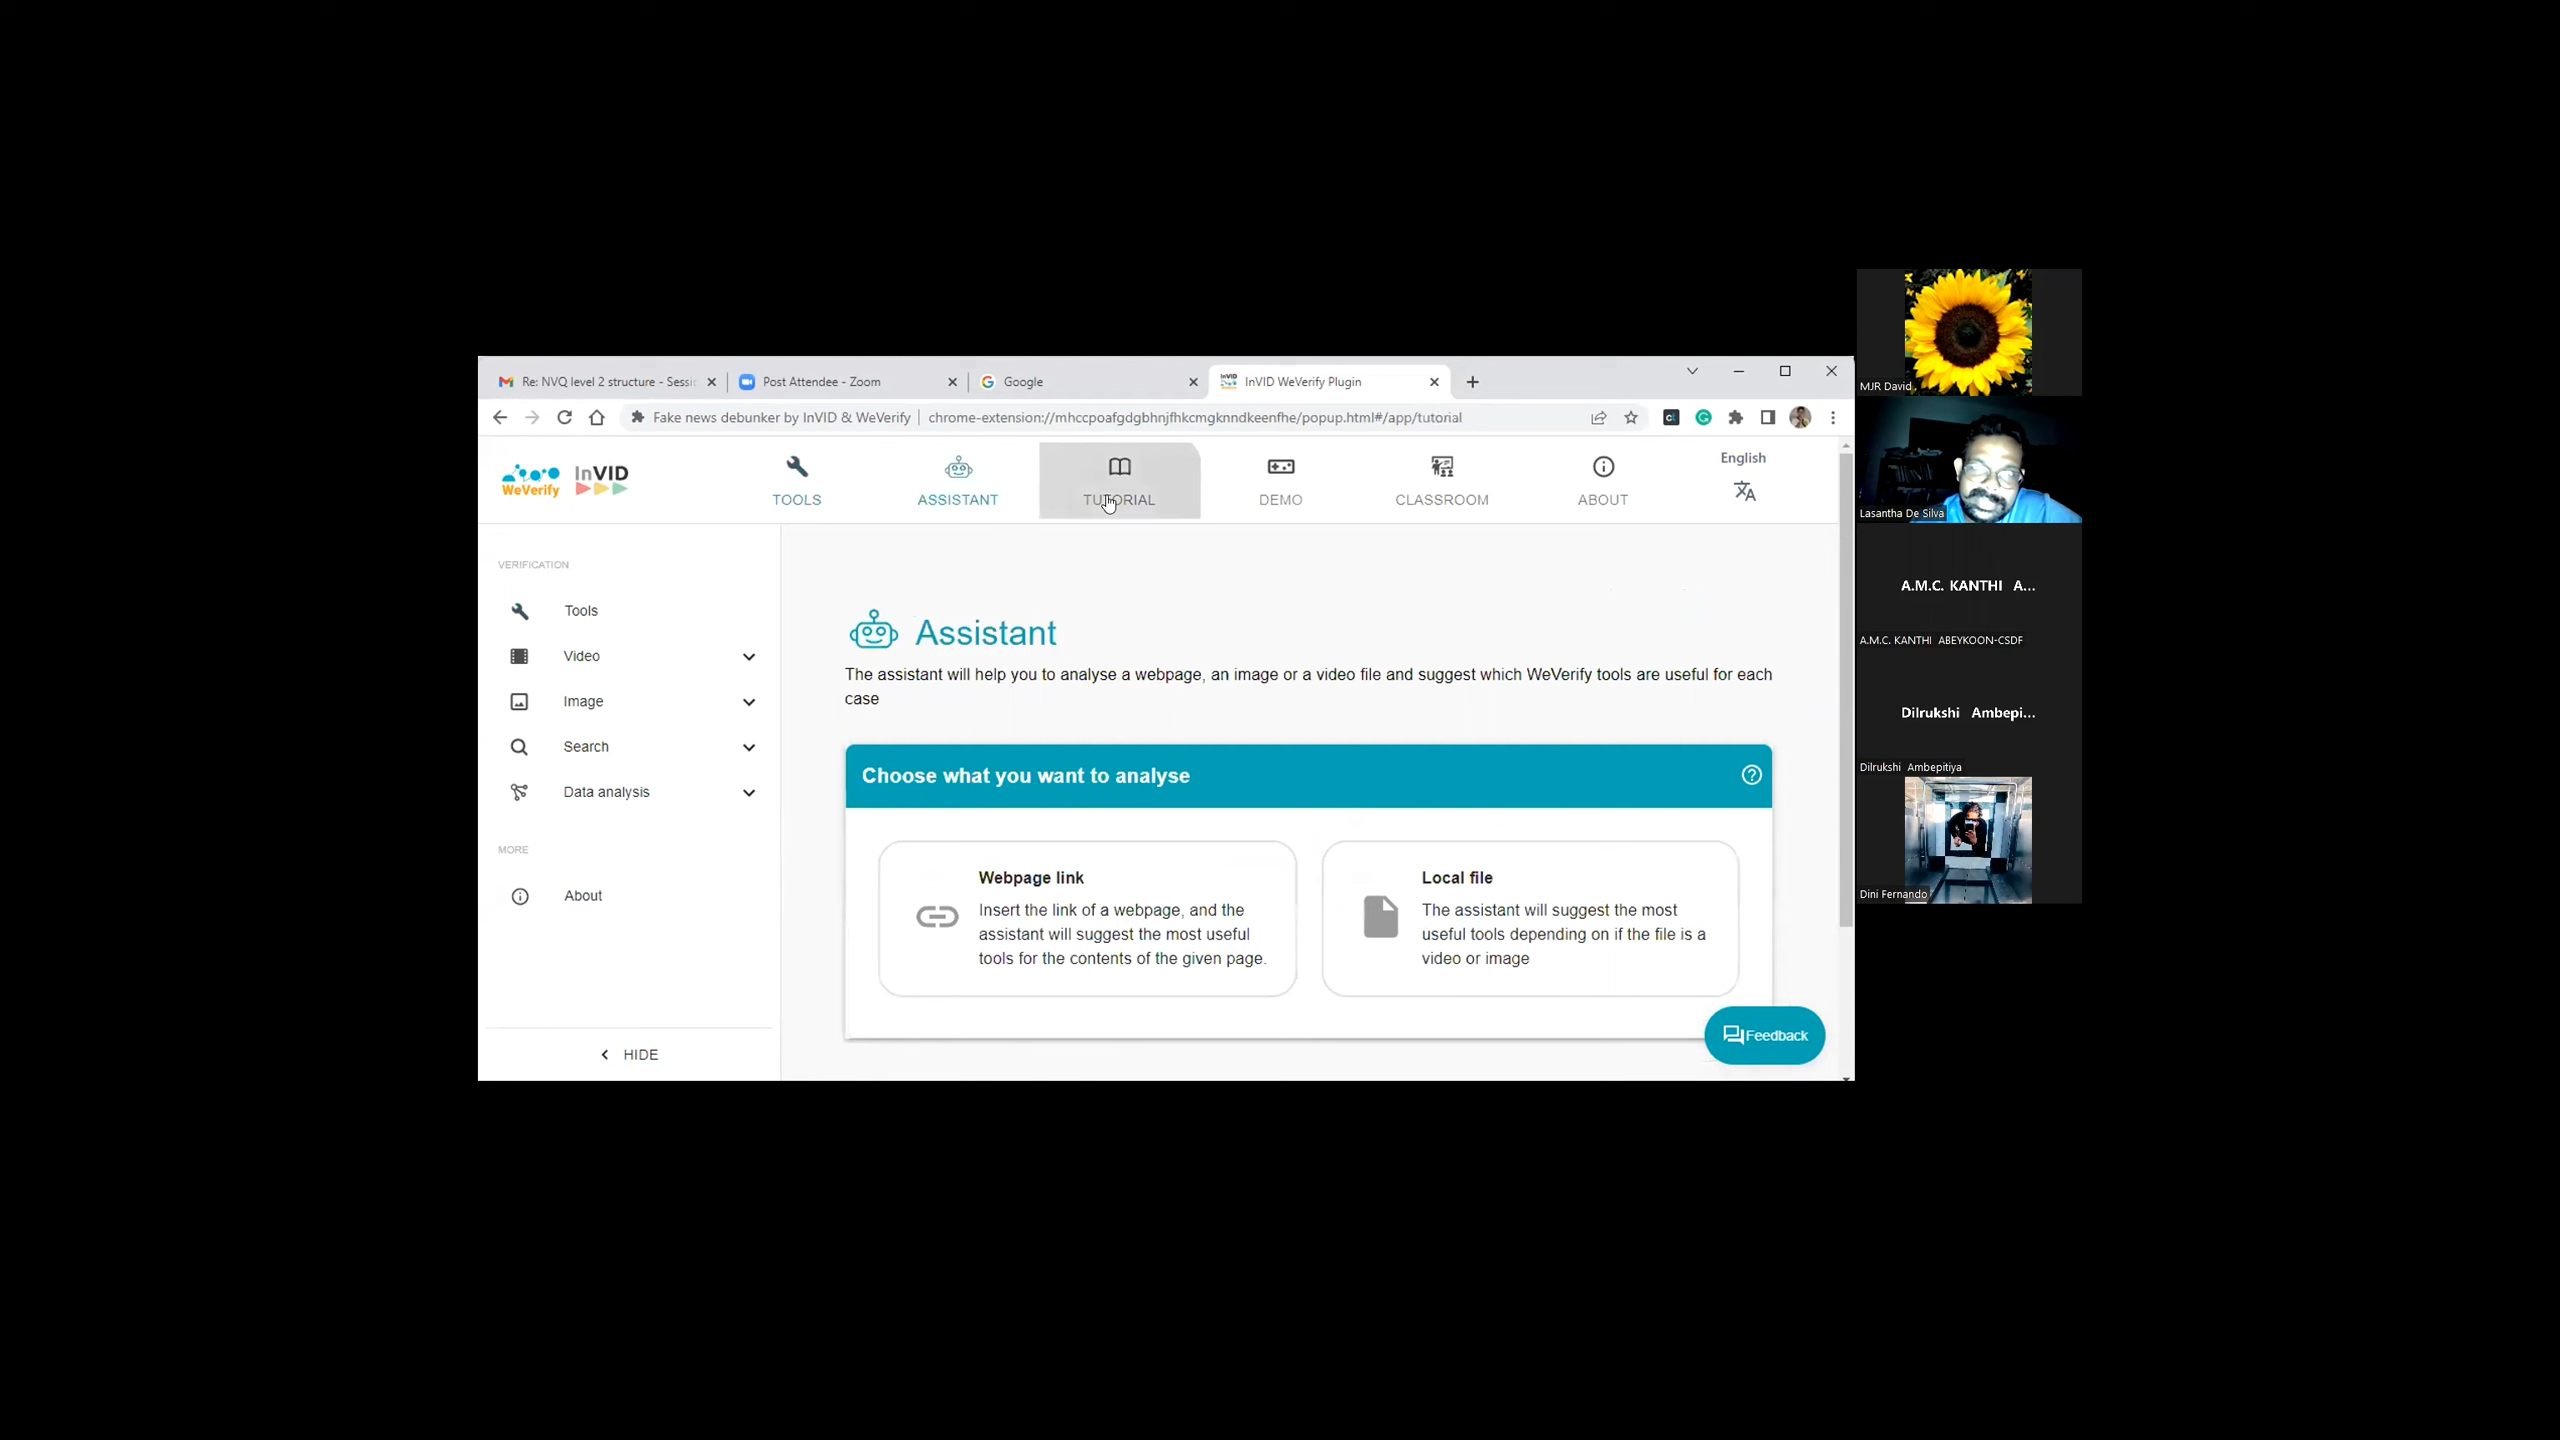 Re: NVQ level 2 structure - Sessi
Post Attendee - Zoom
Google
InVID WeVerify Plugin
Fake news debunker by InVID & WeVerify
chrome-extension://mhccpoafgdgbhnjfhkcmgknndkeenfhe/popup.html#/app/tutorial
WeVerify
InVID
TOOLS
ASSISTANT
TUTORIAL
DEMO
CLASSROOM
ABOUT
English
VERIFICATION
Tools
Video
Image
Search
Data analysis
MORE
About
HIDE
Assistant
The assistant will help you to analyse a webpage, an image or a video file and suggest which WeVerify tools are useful for each
case
Choose what you want to analyse
Webpage link
Insert the link of a webpage, and the
assistant will suggest the most useful
tools for the contents of the given page.
Local file
The assistant will suggest the most
useful tools depending on if the file is a
video or image
Feedback
MJR David
Lasantha De Silva
A.M.C. KANTHI A...
A.M.C. KANTHI ABEYKOON-CSDF
Dilrukshi Ambepi...
Dilrukshi Ambepitiya
Dini Fernando